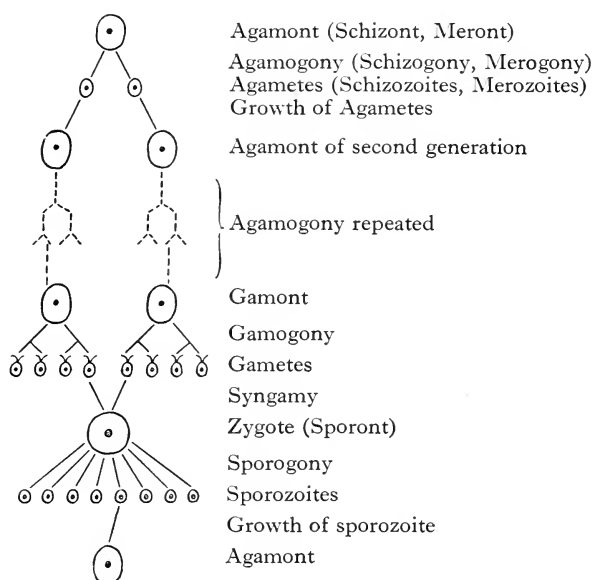 Agamont (Schizont, Meront)
Agamogony (Schizogony, Merogony)
Agametes (Schizozoites, Merozoites)
Growth of Agametes
Agamont of second generation
Agamogony repeated
Gamont
Gamogony
Gametes
Syngamy
Zygote (Sporont)
Sporogony
Sporozoites
Growth of sporozoite
Agamont